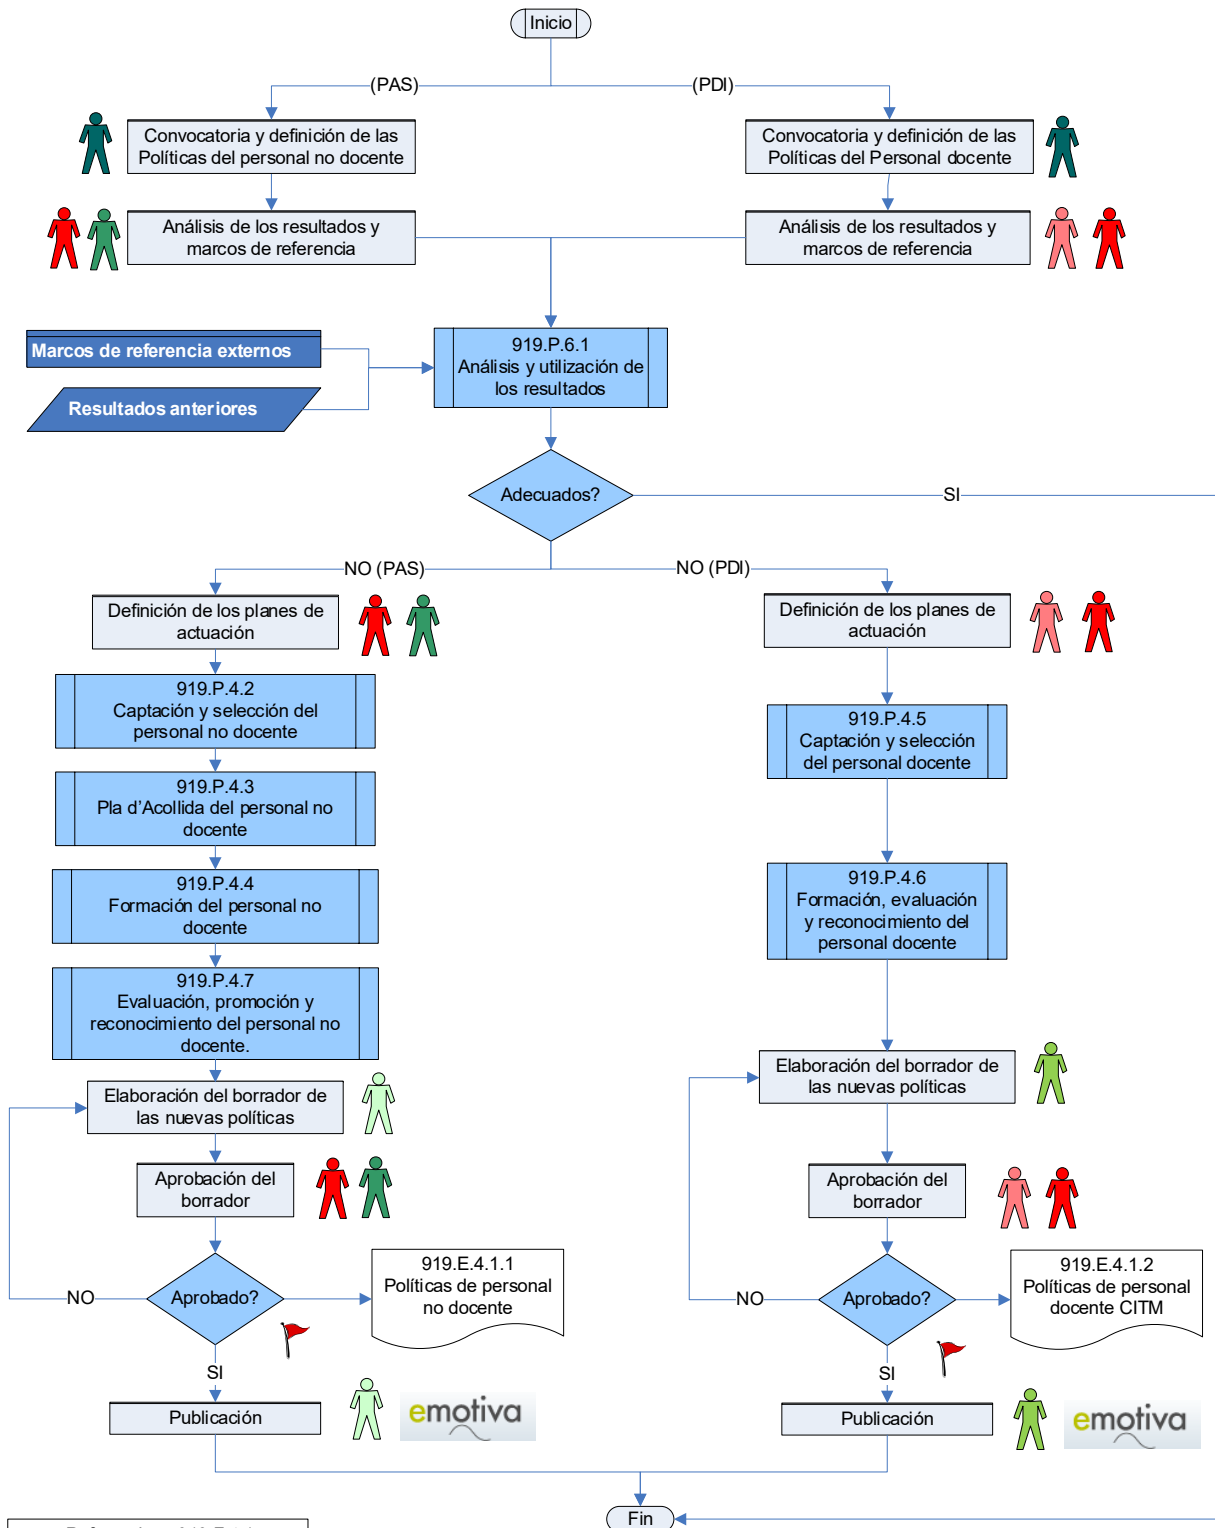 Inicio
(PAS)
(PDI)
Convocatoria y definición de las
Políticas del personal no docente
Convocatoria y definición de las
Políticas del Personal docente
Análisis de los resultados y
marcos de referencia
Análisis de los resultados y
marcos de referencia
Marcos de referencia externos
Resultados anteriores
919.P.6.1
Análisis y utilización de
los resultados
Adecuados?
SI
NO (PAS)
NO (PDI)
Definición de los planes de
actuación
Definición de los planes de
actuación
919.P.4.2
Captación y selección del
personal no docente
919.P.4.5
Captación y selección
del personal docente
919.P.4.3
Pla d’Acollida del personal no
docente
919.P.4.4
Formación del personal no
docente
919.P.4.6
Formación, evaluación
y reconocimiento del
personal docente
919.P.4.7
Evaluación, promoción y
reconocimiento del personal no
docente.
Elaboración del borrador de
las nuevas políticas
Elaboración del borrador de
las nuevas políticas
Aprobación del
borrador
Aprobación del
borrador
NO
Aprobado?
919.E.4.1.1
Políticas de personal
no docente
NO
Aprobado?
919.E.4.1.2
Políticas de personal
docente CITM
SI
SI
Publicación
emotiva
Publicación
emotiva
Fin